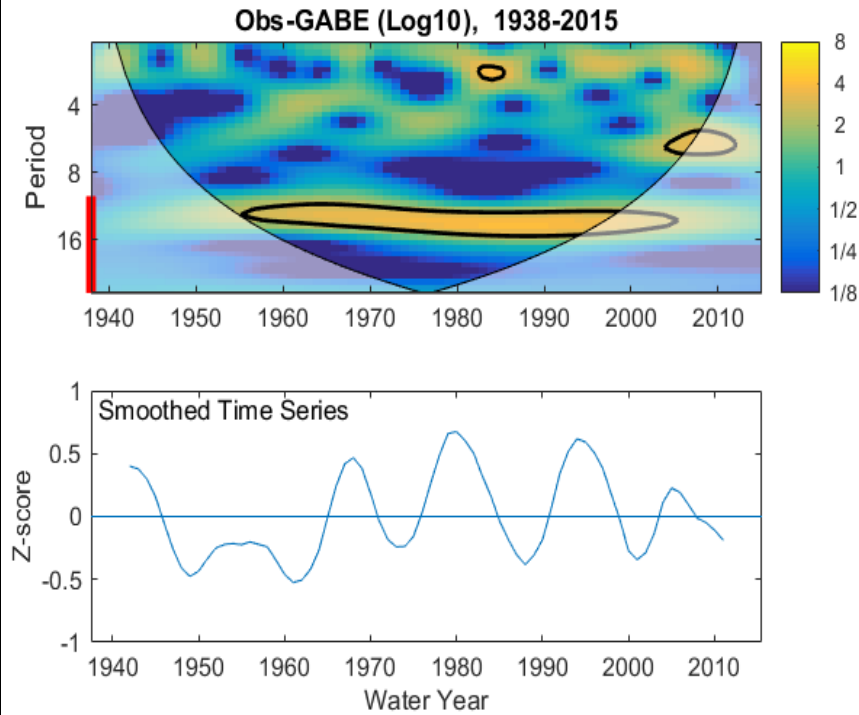 Obs-GABE (Log10),  1938-2015
Period
4
8
16
1940 1950 1960 1970 1980 1990 2000 2010
8
4
2
1
1/2
1/4
1/8
Smoothed Time Series
Z-score
1
0.5
0
-0.5
-1
1940 1950 1960 1970 1980 1990 2000 2010
Water Year